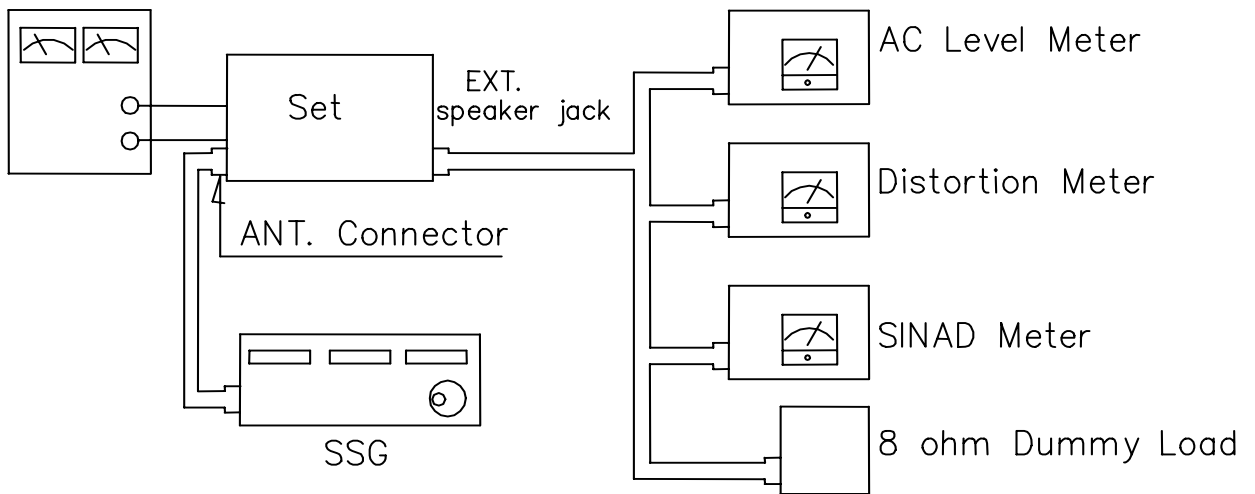 AC Level Meter
Set
EXT.
speaker jack
Distortion Meter
ANT. Connector
SINAD Meter
SSG
8 ohm Dummy Load